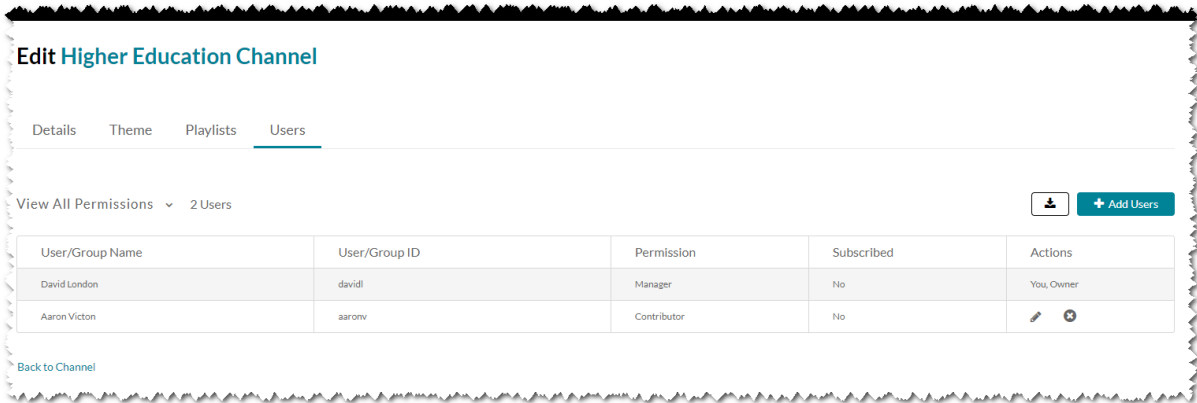 Edit Higher Education Channel
Details Theme Playlists Users
View All Permissions 2 Users Add Users
User/Group Name User/Group ID Permission Subscribed Actions
David London davidl Manager No You, Owner
Aaron Victon aaronv Contributor No
Back to Channel